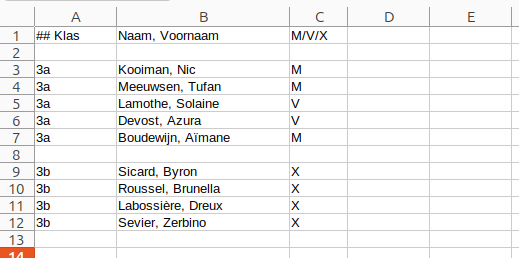 A B C D E
1 ## Klas Naam, Voornaam M/V/X
2
3 3a Kooiman, Nic M
4 3a Meeuwsen, Tufan M
5 3a Lamothe, Solaine V
6 3a Devost, Azura V
7 3a Boudewijn, Aïmane M
8
9 3b Sicard, Byron X
10 3b Roussel, Brunella X
11 3b Labossière, Dreux X
12 3b Sevier, Zerbino X
13
14